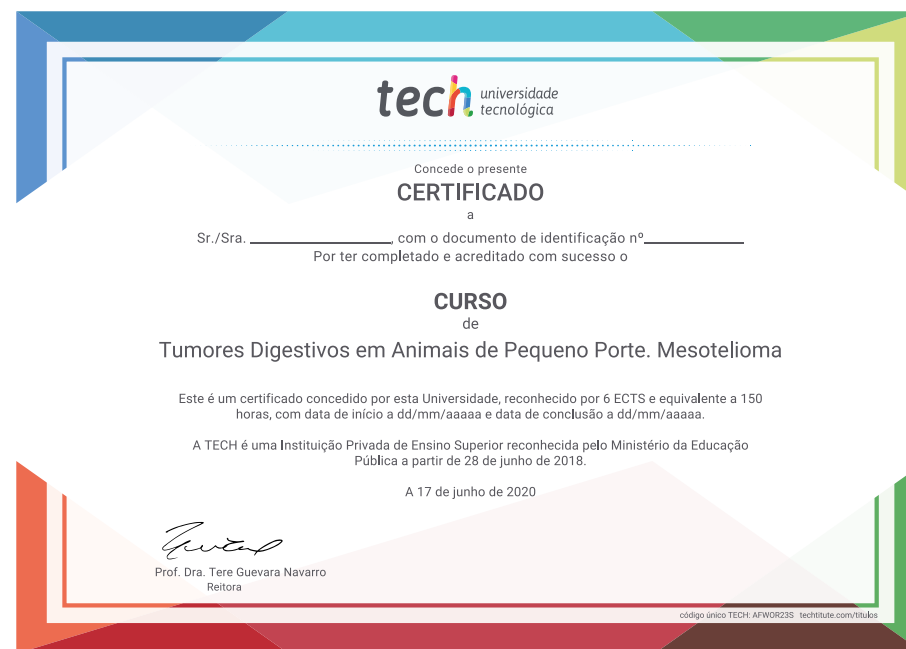 tech universidade
tecnológica
Concede o presente
CERTIFICADO
a
Sr./Sra. ________________, com o documento de identificação nº____________
Por ter completado e acreditado com sucesso o
CURSO
de
Tumores Digestivos em Animais de Pequeno Porte. Mesotelioma
Este é um certificado concedido por esta Universidade, reconhecido por 6 ECTS e equivalente a 150
horas, com data de início a dd/mm/aaaaa e data de conclusão a dd/mm/aaaaa.
A TECH é uma Instituição Privada de Ensino Superior reconhecida pelo Ministério da Educação
Pública a partir de 28 de junho de 2018.
A 17 de junho de 2020
Prof. Dra. Tere Guevara Navarro
Reitora
código único TECH: AFWOR23S techtitute.com/titulos